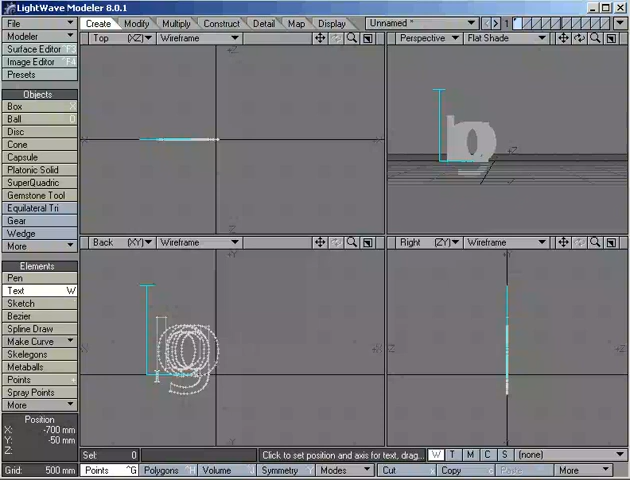 LightWave Modeler 8.0.1
File
Create Modify Multiply Construct Detail Map Display Unnamed * 1
Modeler
Top (XZ) Wireframe Perspective Flat Shade
Surface Editor F3
Image Editor ^F4
Presets
Objects
Box X
Ball O
Disc
Cone
Capsule
Platonic Solid
SuperQuadric
Gemstone Tool
Equilateral Tri
Gear
Wedge
More
Back (XY) Wireframe Right (ZY) Wireframe
Elements
Pen
Text W
Sketch
Bezier
Spline Draw
Make Curve
Skelegons
Metaballs
Points +
Spray Points
More
Position
X: -700 mm
Y: -50 mm
Z:
Grid: 500 mm
Sel: 0 Click to set position and axis for text, drag... W T M C S (none)
Points ^G Polygons ^H Volume Symmetry Modes Cut Copy Paste More